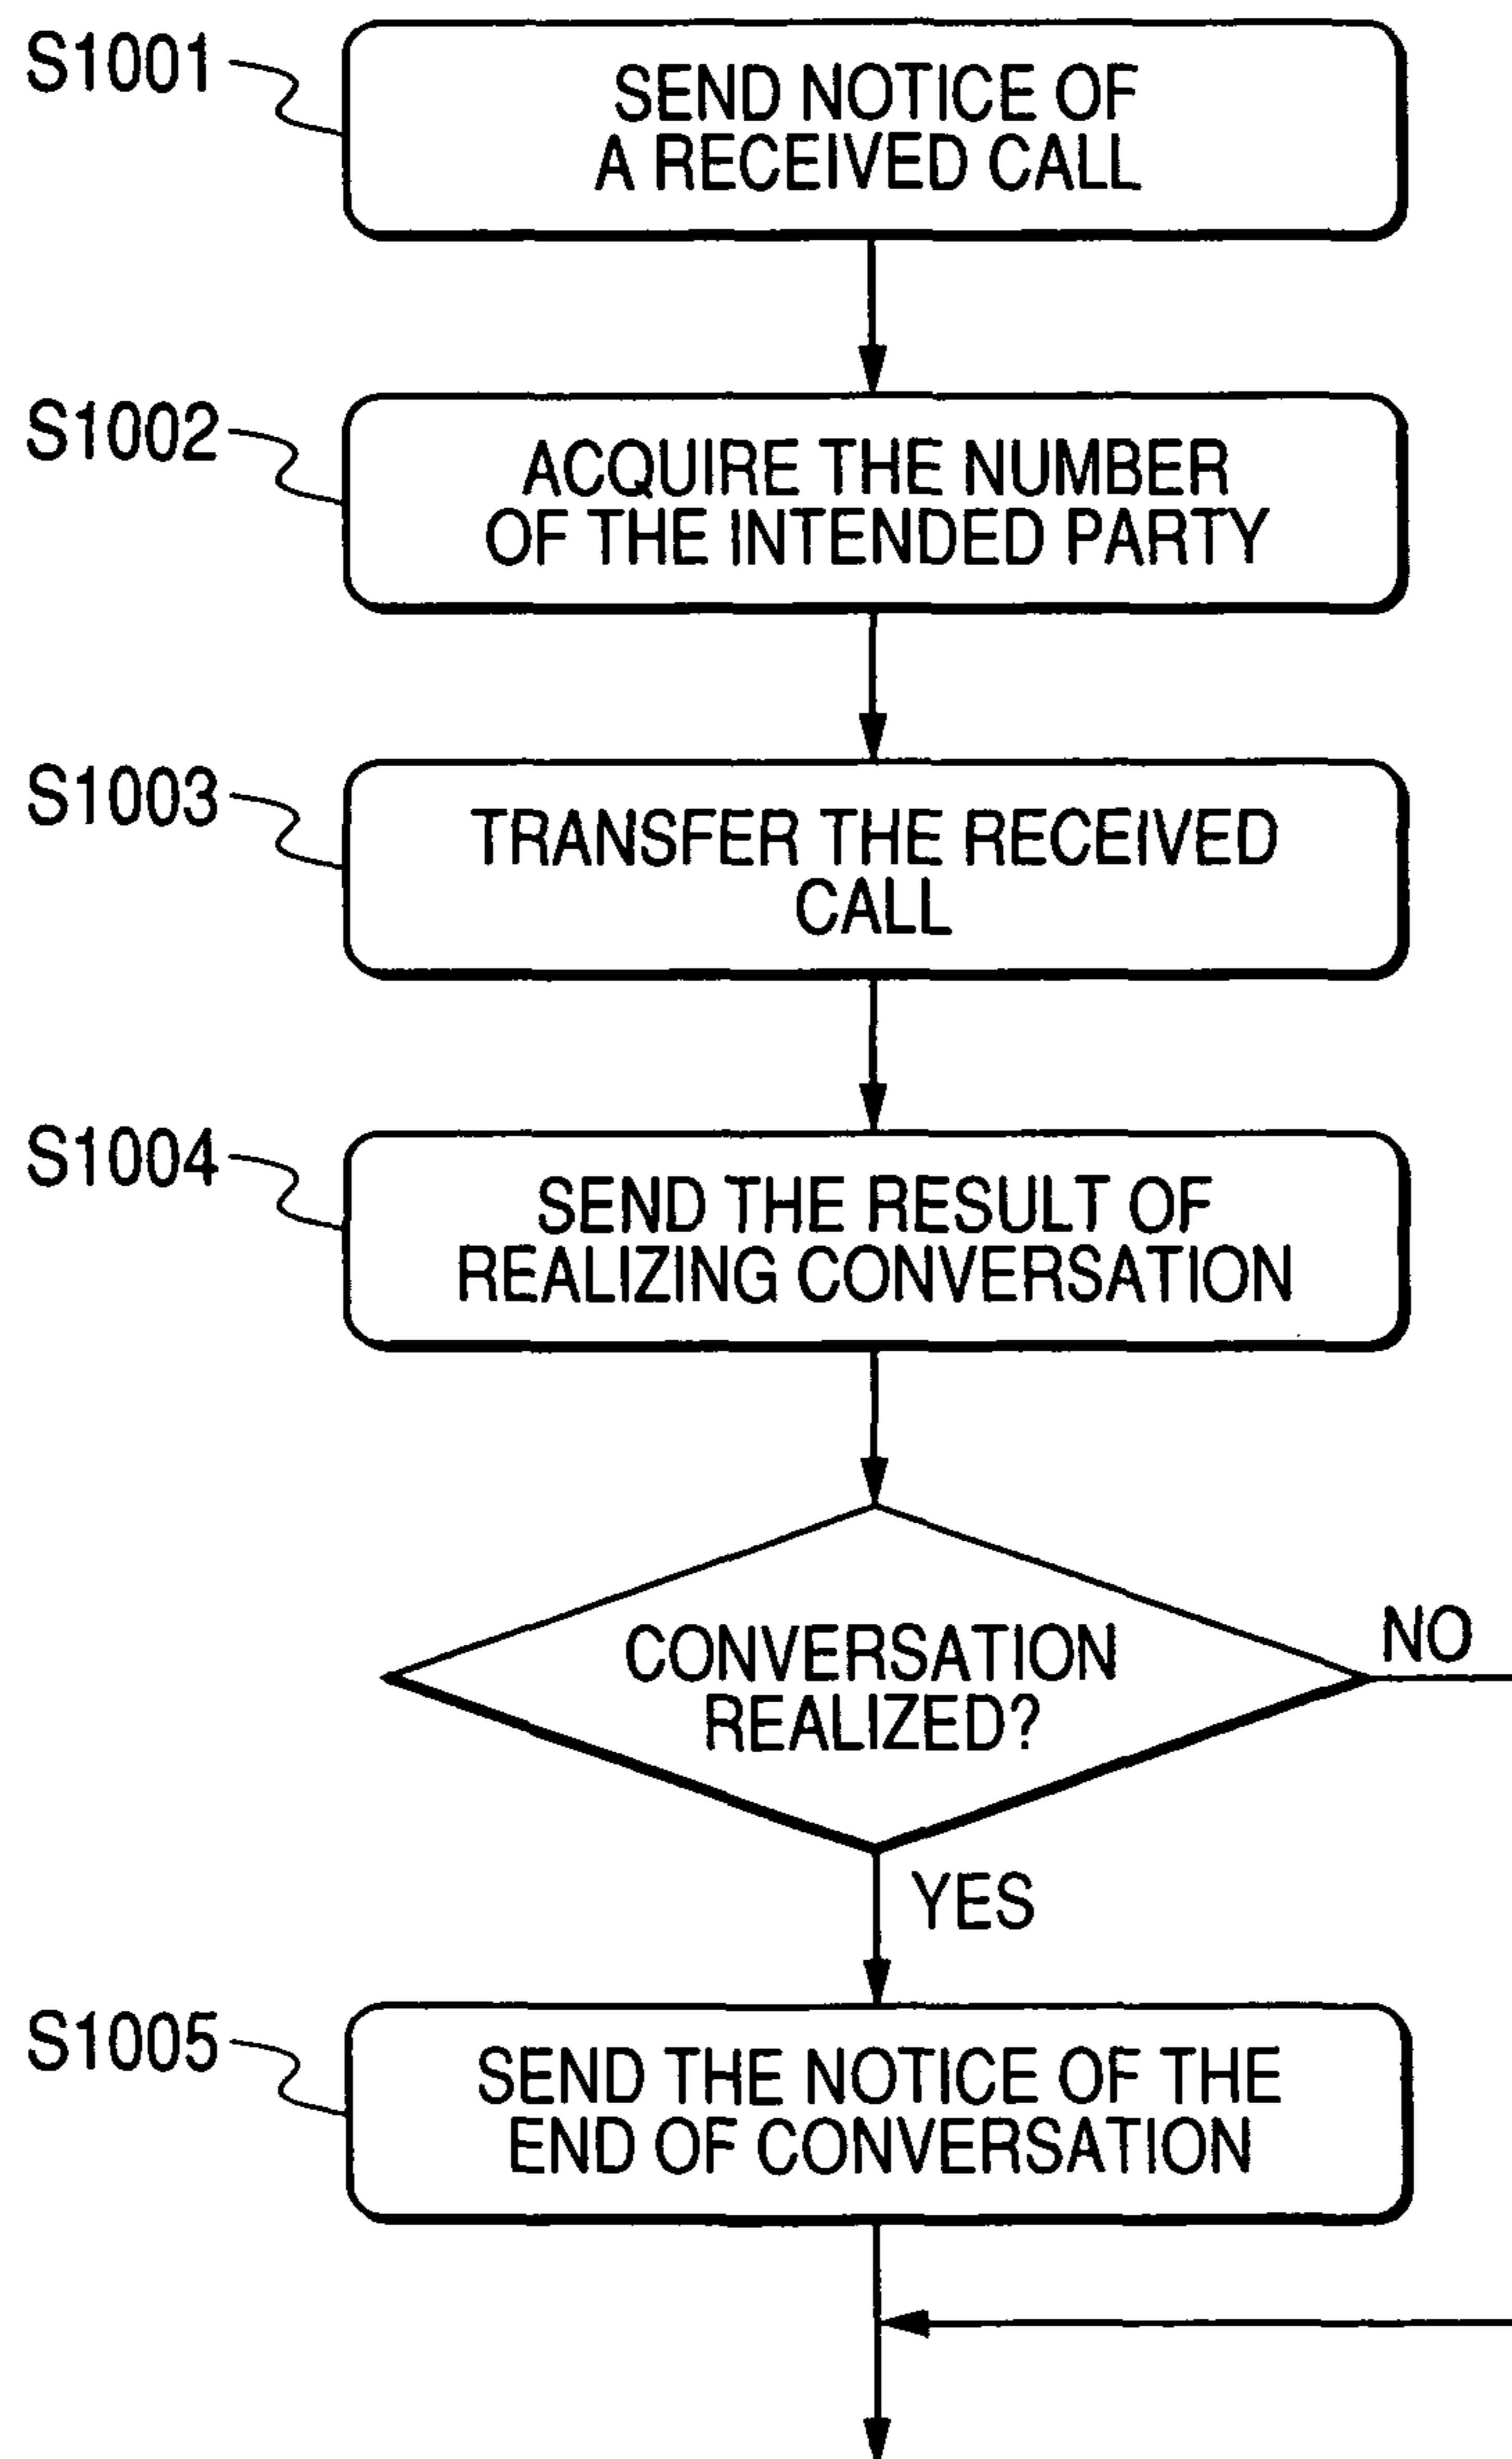 S1001
SEND NOTICE OF
A RECEIVED CALL
S1002
ACQUIRE THE NUMBER
OF THE INTENDED PARTY
S1003
TRANSFER THE RECEIVED
CALL
S1004
SEND THE RESULT OF
REALIZING CONVERSATION
CONVERSATION
REALIZED?
NO
YES
S1005
SEND THE NOTICE OF THE
END OF CONVERSATION